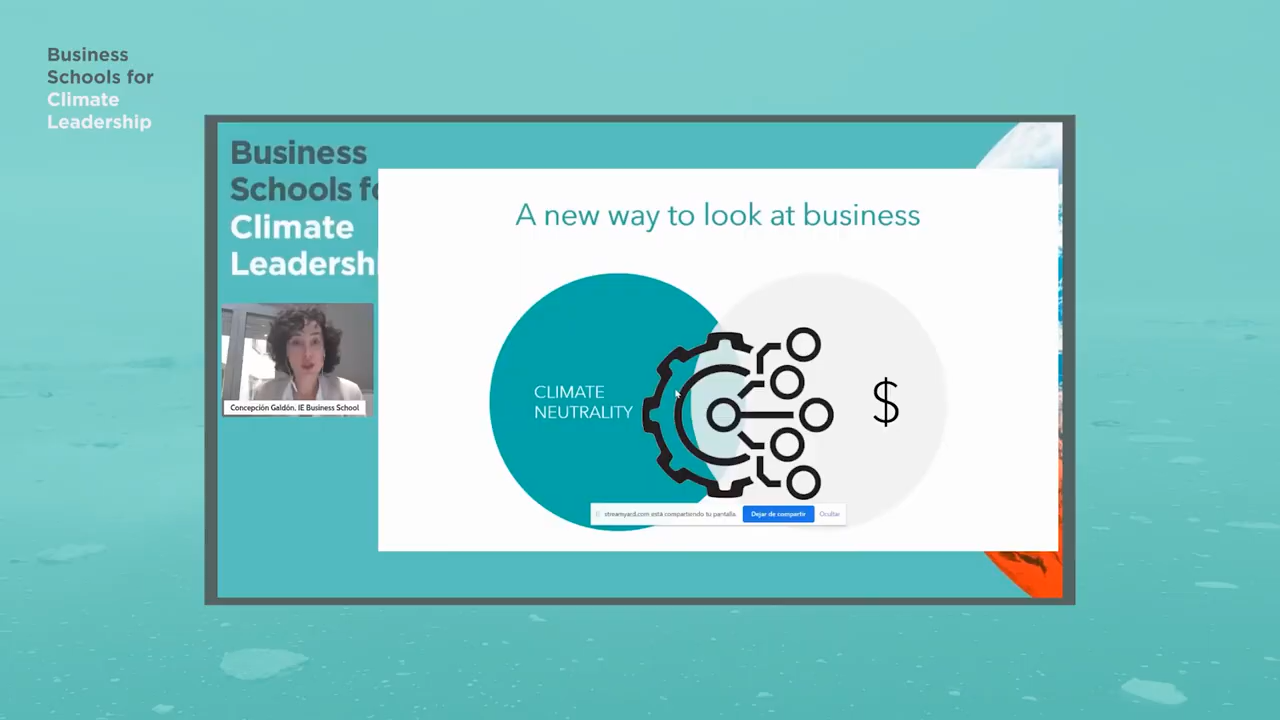 Business
Schools for
Climate
Leadership
Business
Schools fo
Climate
Leadersh
A new way to look at business
CLIMATE
NEUTRALITY
$
Concepción Galdón, IE Business School
streamyard.com está compartiendo tu pantalla.
Dejar de compartir
Ocultar